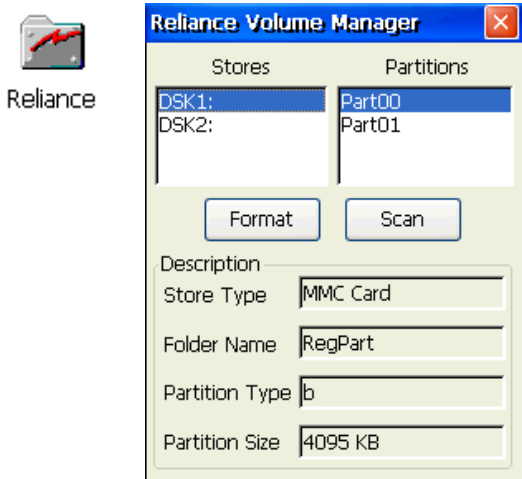 Reliance
Reliance Volume Manager
Stores Partitions
DSK1: Part00
DSK2: Part01
Format Scan
Description
Store Type MMC Card
Folder Name RegPart
Partition Type b
Partition Size 4095 KB